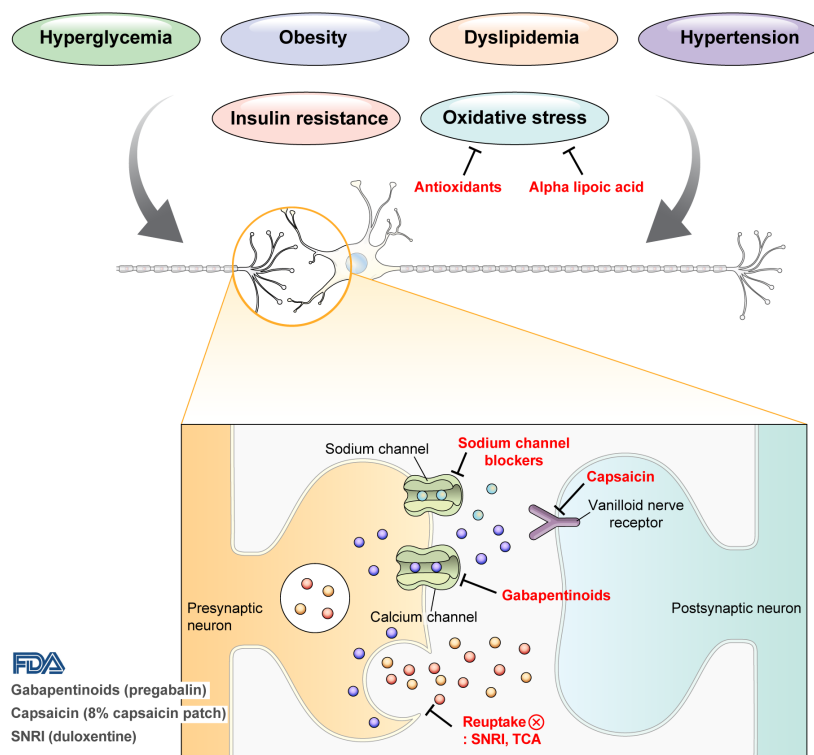 Hyperglycemia
Obesity
Dyslipidemia
Hypertension
Insulin resistance
Oxidative stress
Antioxidants
Alpha lipoic acid
Sodium channel
Sodium channel
blockers
Capsaicin
Vanilloid nerve
receptor
Gabapentinoids
Calcium channel
Presynaptic
neuron
Postsynaptic neuron
Reuptake
: SNRI, TCA
FDA
Gabapentinoids (pregabalin)
Capsaicin (8% capsaicin patch)
SNRI (duloxentine)